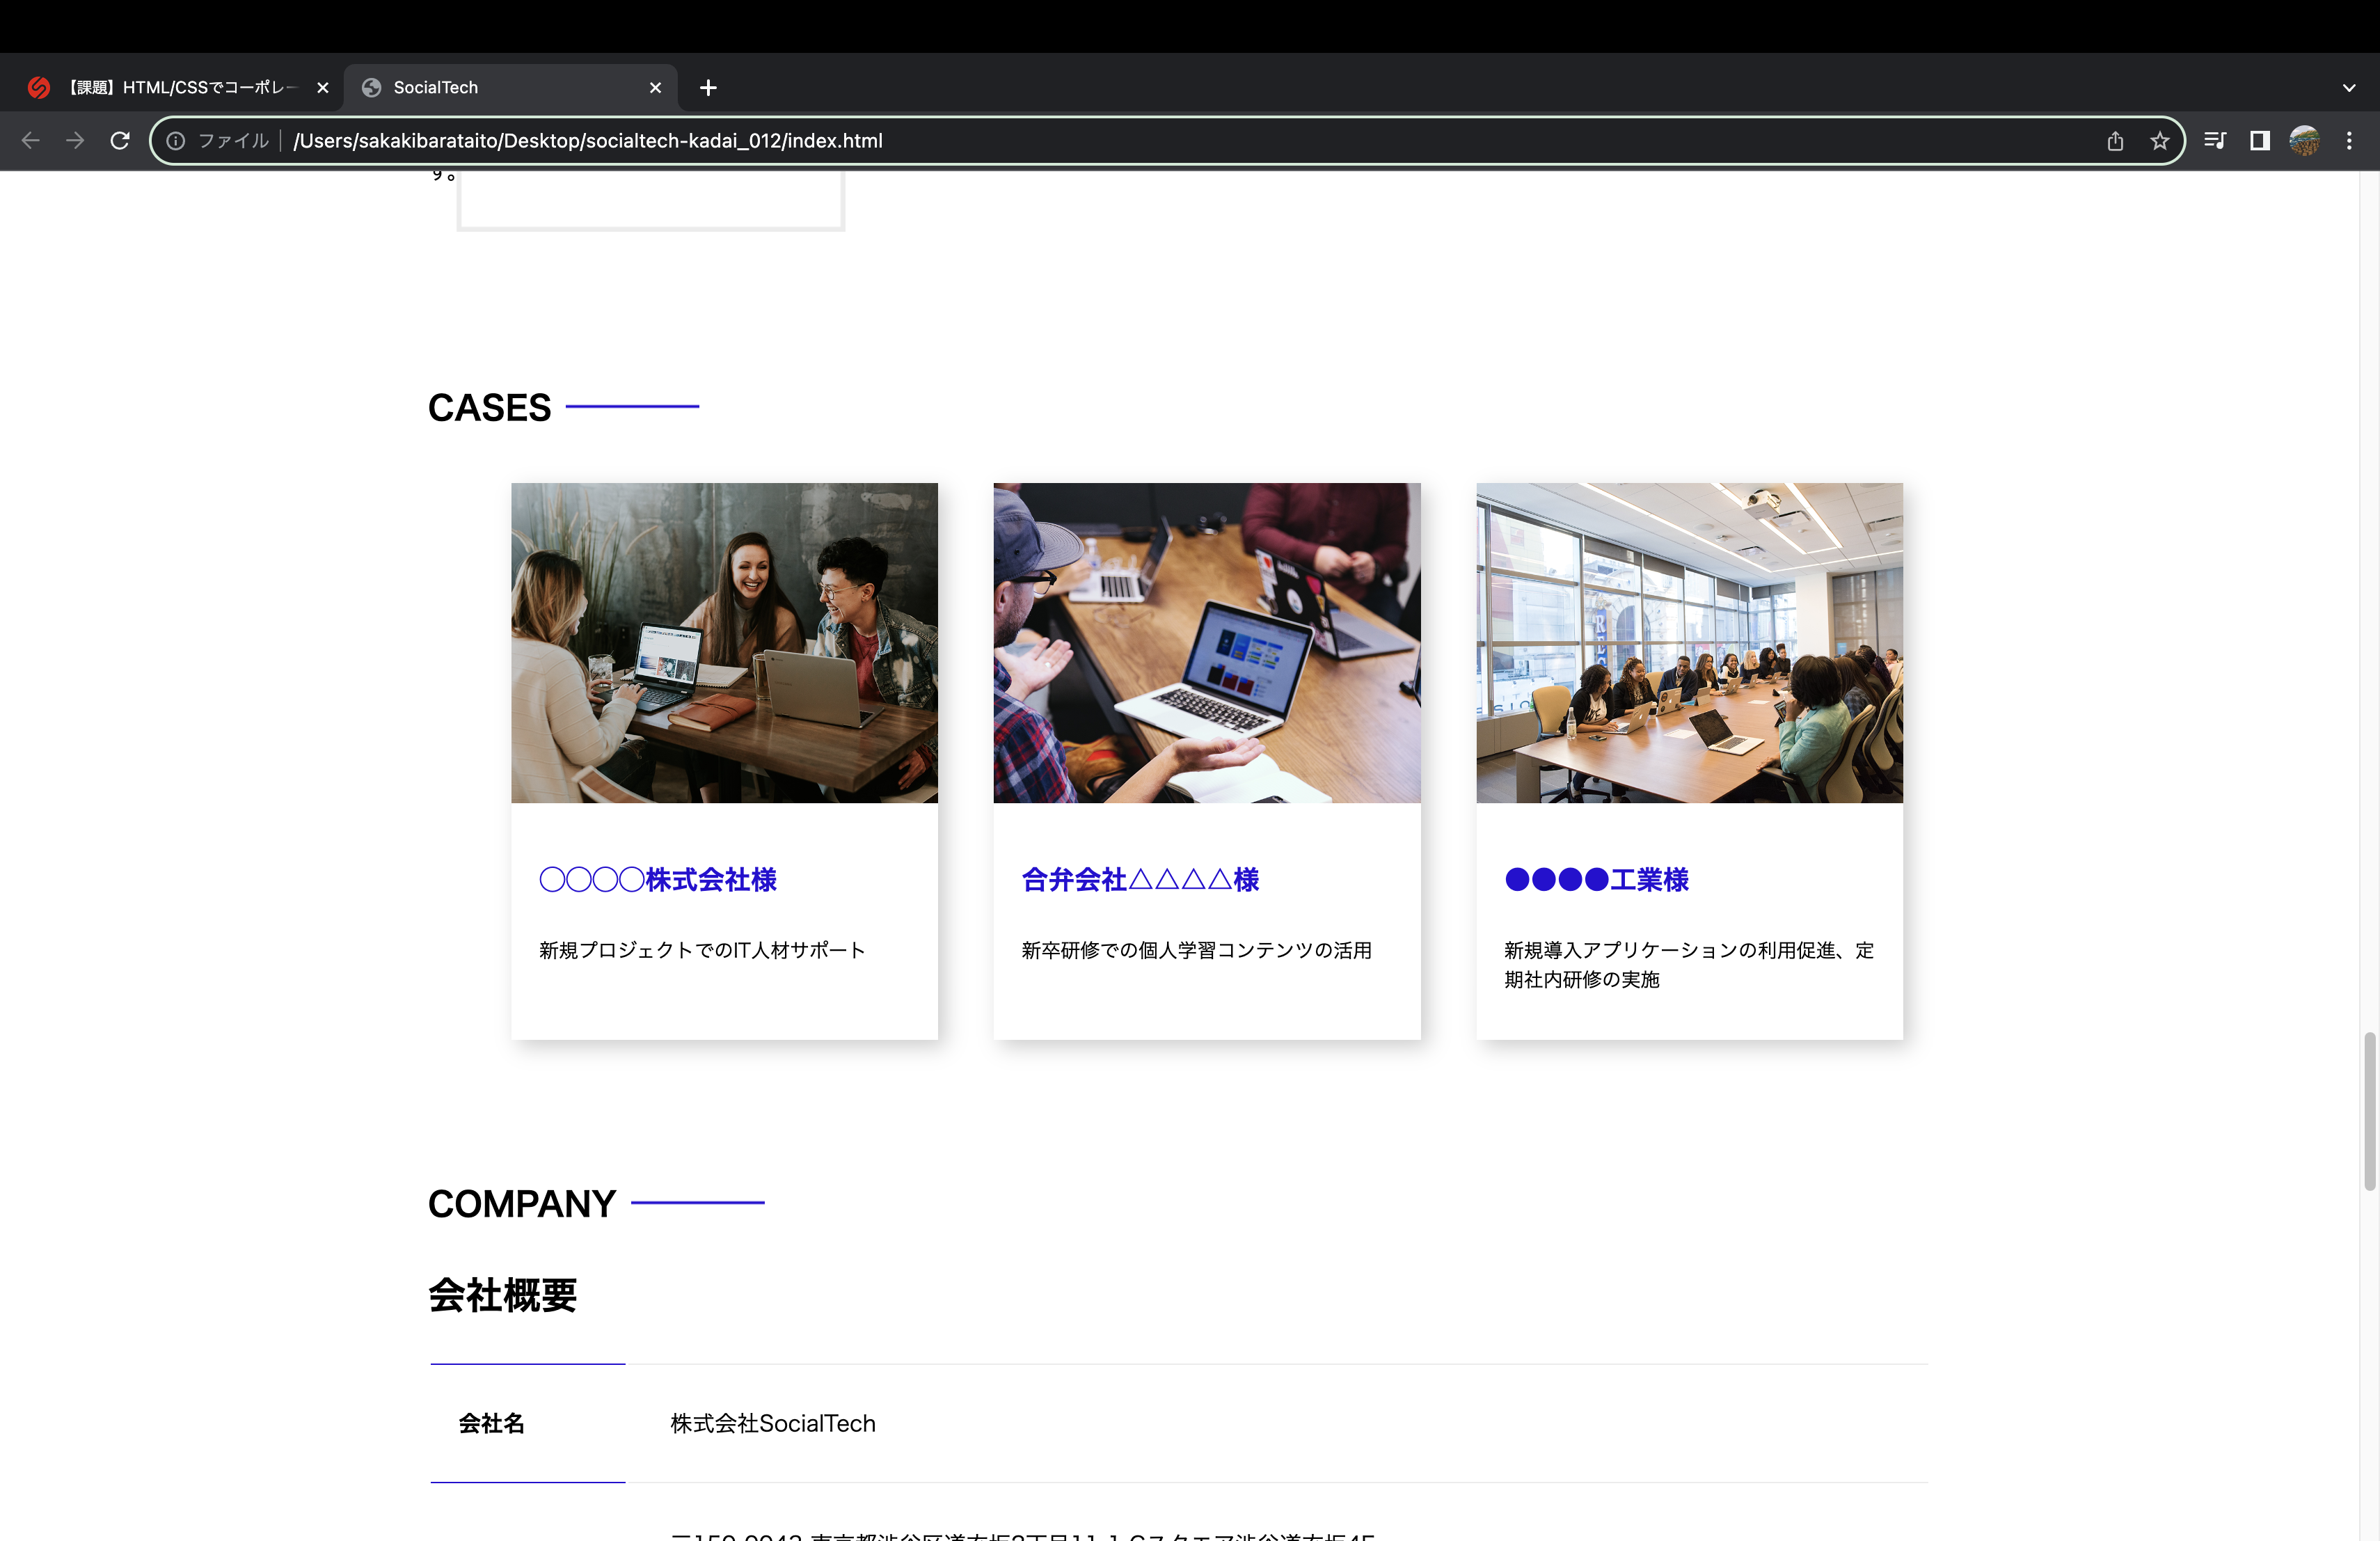 【課題】HTML/CSSでコーポレー
SocialTech
ファイル
/Users/sakakibarataito/Desktop/socialtech-kadai_012/index.html
す。
CASES
〇〇〇〇株式会社様
新規プロジェクトでのIT人材サポート
合弁会社△△△△様
新卒研修での個人学習コンテンツの活用
●●●●工業様
新規導入アプリケーションの利用促進、定
期社内研修の実施
COMPANY
会社概要
会社名
株式会社SocialTech